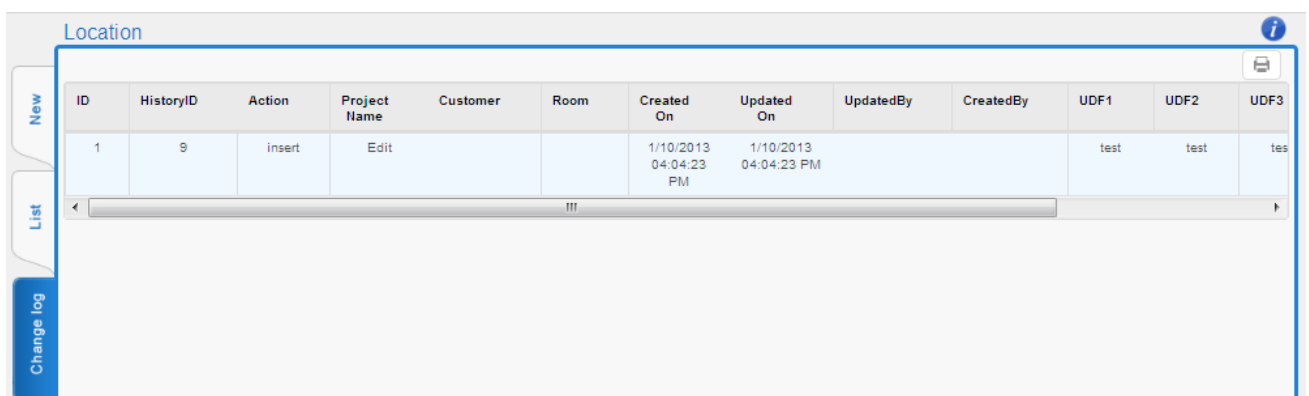 Location
i
ID HistoryID Action Project Name Customer Room Created On Updated On UpdatedBy CreatedBy UDF1 UDF2 UDF3
1 9 insert Edit 1/10/2013 04:04:23 PM 1/10/2013 04:04:23 PM test test tes
New
List
Change log